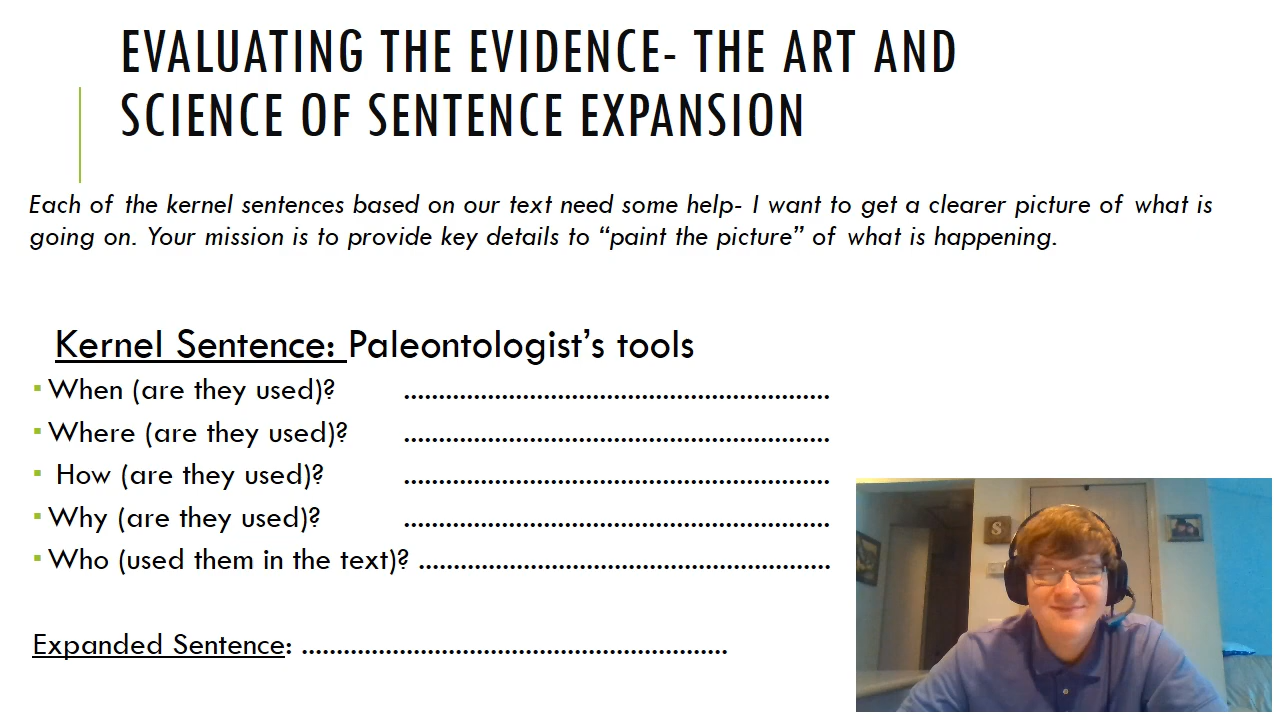 EVALUATING THE EVIDENCE- THE ART AND
SCIENCE OF SENTENCE EXPANSION
Each of the kernel sentences based on our text need some help- I want to get a clearer picture of what is
going on. Your mission is to provide key details to “paint the picture” of what is happening.
Kernel Sentence: Paleontologist’s tools
▪ When (are they used)? .............................................................
▪ Where (are they used)? .............................................................
▪ How (are they used)? .............................................................
▪ Why (are they used)? .............................................................
▪ Who (used them in the text)? ...........................................................
Expanded Sentence: .............................................................
S